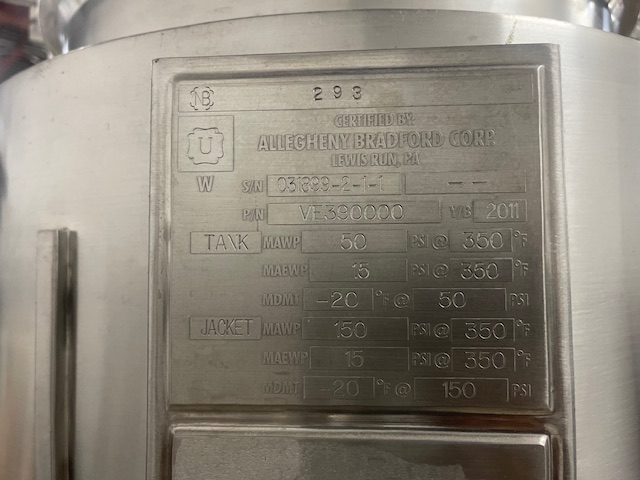 NB 293
CERTIFIED BY:
ALLEGHENY BRADFORD CORP.
LEWIS RUN, PA
U
W S/N 031899-2-1-1 --
P/N VE390000 Y/B 2011
TANK MAWP 50 PSI @ 350 °F
MAEWP 15 PSI @ 350 °F
MDMT -20 °F @ 50 PSI
JACKET MAWP 150 PSI @ 350 °F
MAEWP 15 PSI @ 350 °F
MDMT -20 °F @ 150 PSI